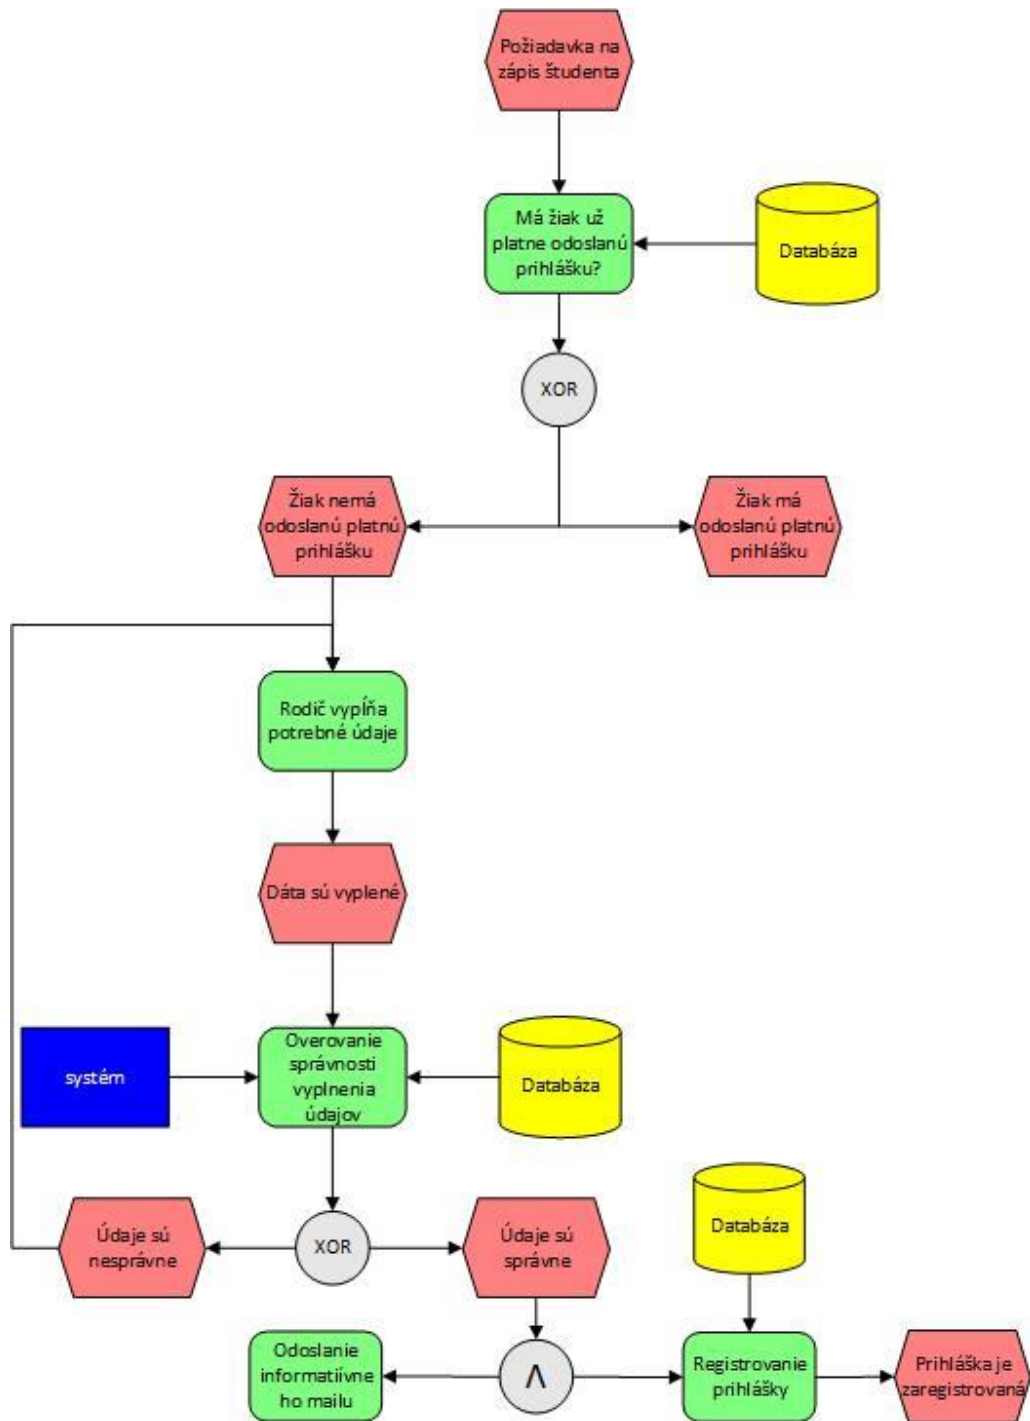 Požiadavka na
zápis študenta
Má žiak už
platne odoslanú
prihlášku?
Databáza
XOR
Žiak nemá
odoslanú platnú
prihlášku
Žiak má
odoslanú platnú
prihlášku
Rodič vypĺňa
potrebné údaje
Dáta sú vyplené
systém
Overovanie
správnosti
vyplnenia
údajov
Databáza
Údaje sú
nesprávne
XOR
Údaje sú
správne
Databáza
Odoslanie
informatiívne
ho mailu
Λ
Registrovanie
prihlášky
Prihláška je
zaregistrovaná